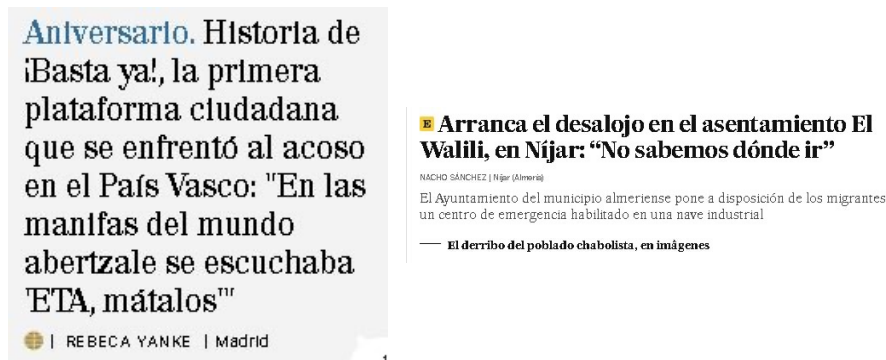 Aniversario. Historia de
¡Basta ya!, la primera
plataforma ciudadana
que se enfrentó al acoso
en el País Vasco: "En las
manifas del mundo
abertzale se escuchaba
'ETA, mátalos'"
| REBECA YANKE | Madrid
E Arranca el desalojo en el asentamiento El
Walili, en Níjar: “No sabemos dónde ir”
NACHO SÁNCHEZ | Níjar (Almería)
El Ayuntamiento del municipio almeriense pone a disposición de los migrantes
un centro de emergencia habilitado en una nave industrial
El derribo del poblado chabolista, en imágenes